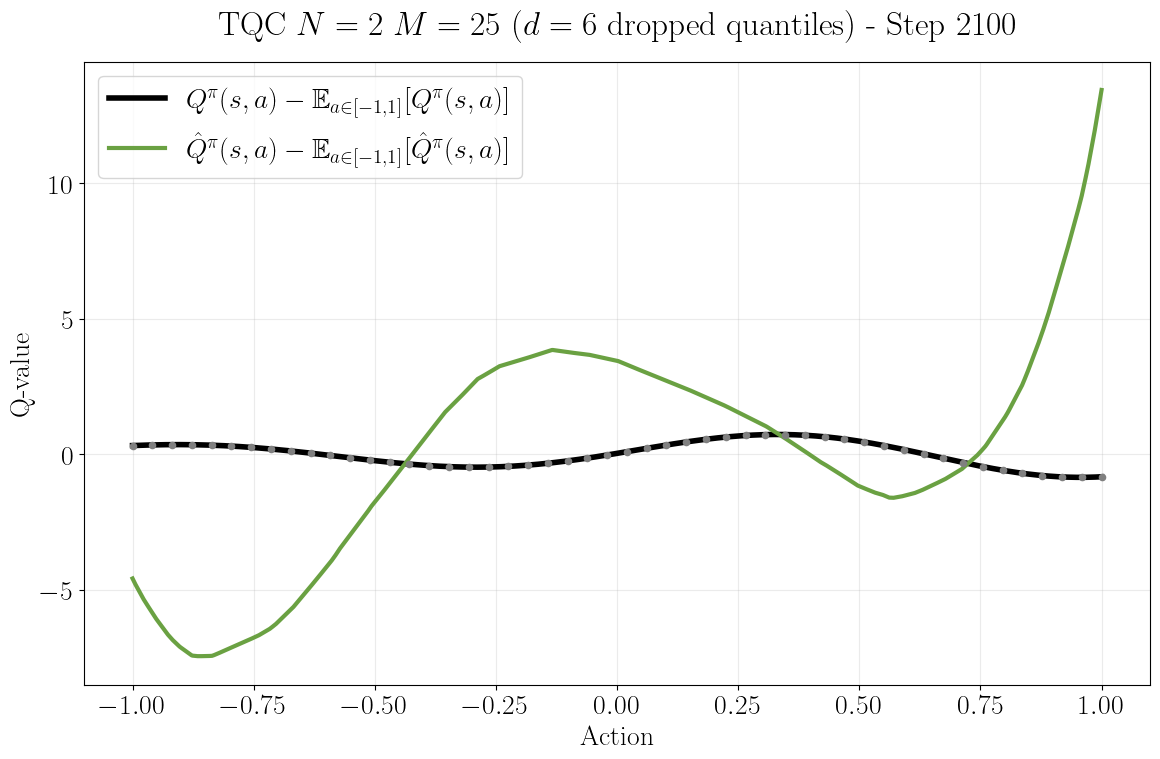 TQC N = 2 M = 25 (d = 6 dropped quantiles) - Step 2100
Q^π(s, a) − 𝔼_{a∈[−1,1]}[Q^π(s, a)]
Q̂^π(s, a) − 𝔼_{a∈[−1,1]}[Q̂^π(s, a)]
10
5
0
−5
Q-value
−1.00 −0.75 −0.50 −0.25 0.00 0.25 0.50 0.75 1.00
Action